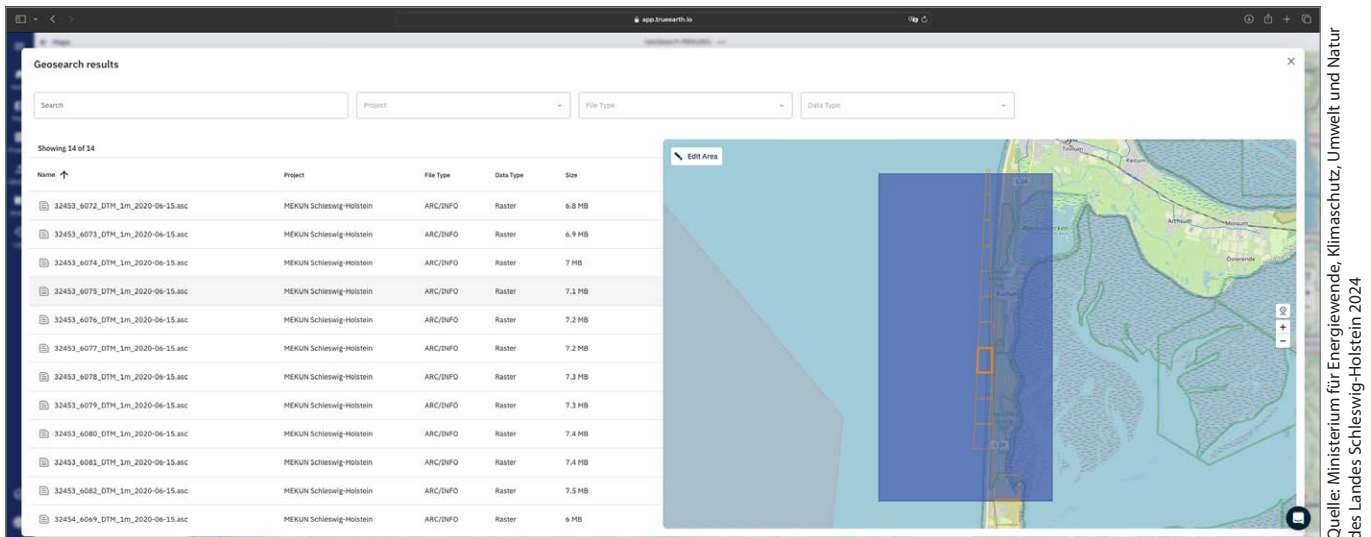 app.trueearth.io
Maps
Geosearch results
Search
Project
File Type
Data Type
Showing 14 of 14
Edit Area
Name Project File Type Data Type Size
32453_6072_DTM_1m_2020-06-15.asc MEKUN Schleswig-Holstein ARC/INFO Raster 6.8 MB
32453_6073_DTM_1m_2020-06-15.asc MEKUN Schleswig-Holstein ARC/INFO Raster 6.9 MB
32453_6074_DTM_1m_2020-06-15.asc MEKUN Schleswig-Holstein ARC/INFO Raster 7 MB
32453_6075_DTM_1m_2020-06-15.asc MEKUN Schleswig-Holstein ARC/INFO Raster 7.1 MB
32453_6076_DTM_1m_2020-06-15.asc MEKUN Schleswig-Holstein ARC/INFO Raster 7.2 MB
32453_6077_DTM_1m_2020-06-15.asc MEKUN Schleswig-Holstein ARC/INFO Raster 7.2 MB
32453_6078_DTM_1m_2020-06-15.asc MEKUN Schleswig-Holstein ARC/INFO Raster 7.3 MB
32453_6079_DTM_1m_2020-06-15.asc MEKUN Schleswig-Holstein ARC/INFO Raster 7.3 MB
32453_6080_DTM_1m_2020-06-15.asc MEKUN Schleswig-Holstein ARC/INFO Raster 7.4 MB
32453_6081_DTM_1m_2020-06-15.asc MEKUN Schleswig-Holstein ARC/INFO Raster 7.4 MB
32453_6082_DTM_1m_2020-06-15.asc MEKUN Schleswig-Holstein ARC/INFO Raster 7.5 MB
32454_6069_DTM_1m_2020-06-15.asc MEKUN Schleswig-Holstein ARC/INFO Raster 6 MB
Tinnum
Keitum
Archsum
Morsum
Osterende
Rantum
L 24
Quelle: Ministerium für Energiewende, Klimaschutz, Umwelt und Natur
des Landes Schleswig-Holstein 2024